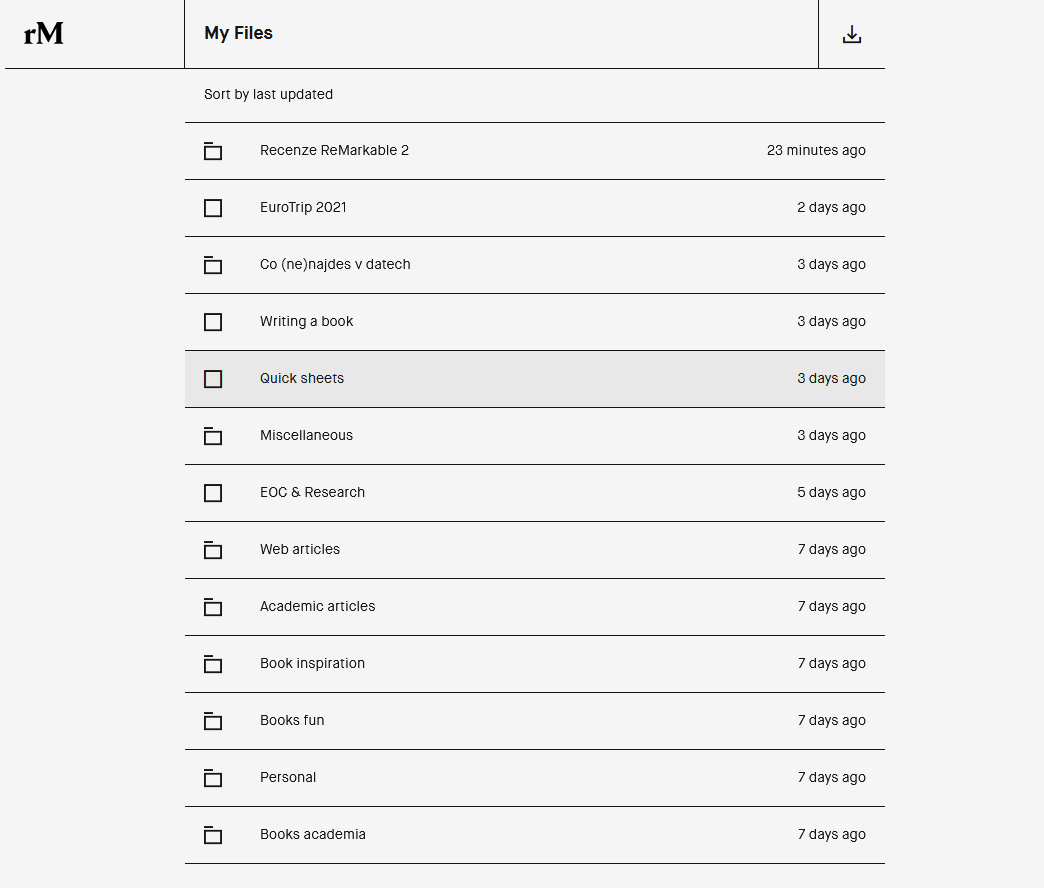 rM
My Files
Sort by last updated
Recenze ReMarkable 2 23 minutes ago
EuroTrip 2021 2 days ago
Co (ne)najdes v datech 3 days ago
Writing a book 3 days ago
Quick sheets 3 days ago
Miscellaneous 3 days ago
EOC & Research 5 days ago
Web articles 7 days ago
Academic articles 7 days ago
Book inspiration 7 days ago
Books fun 7 days ago
Personal 7 days ago
Books academia 7 days ago